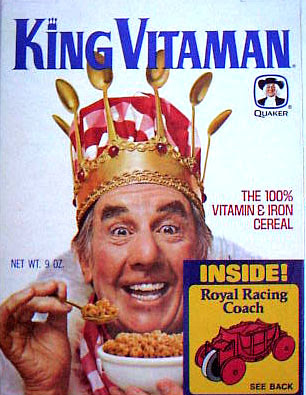 KING VITAMAN®
QUAKER®
THE 100%
VITAMIN & IRON
CEREAL
NET WT. 9 OZ.
INSIDE!
Royal Racing
Coach
SEE BACK